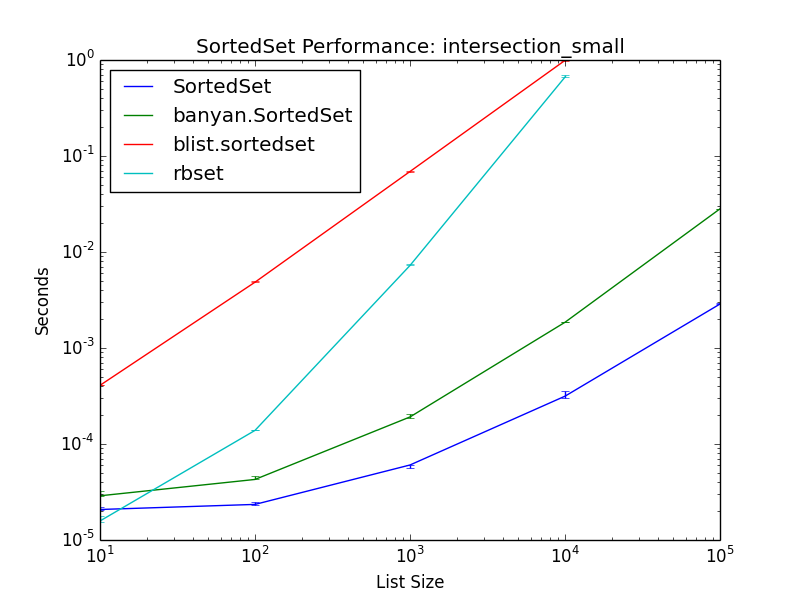 SortedSet Performance: intersection_small
10^0
SortedSet
banyan.SortedSet
blist.sortedset
rbset
10^-1
10^-2
Seconds
10^-3
10^-4
10^-5
10^1 10^2 10^3 10^4 10^5
List Size